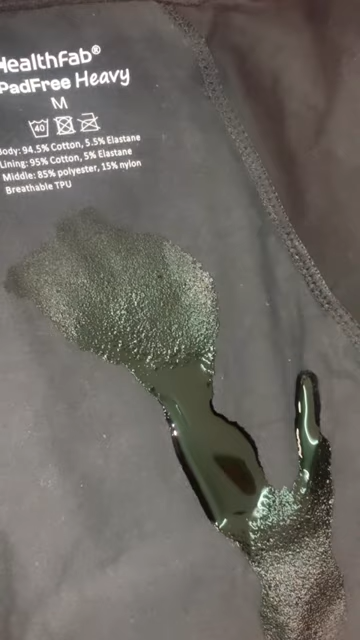 HealthFab®
PadFree Heavy
M
40
Body: 94.5% Cotton, 5.5% Elastane
Lining: 95% Cotton, 5% Elastane
Middle: 85% polyester, 15% nylon
Breathable TPU